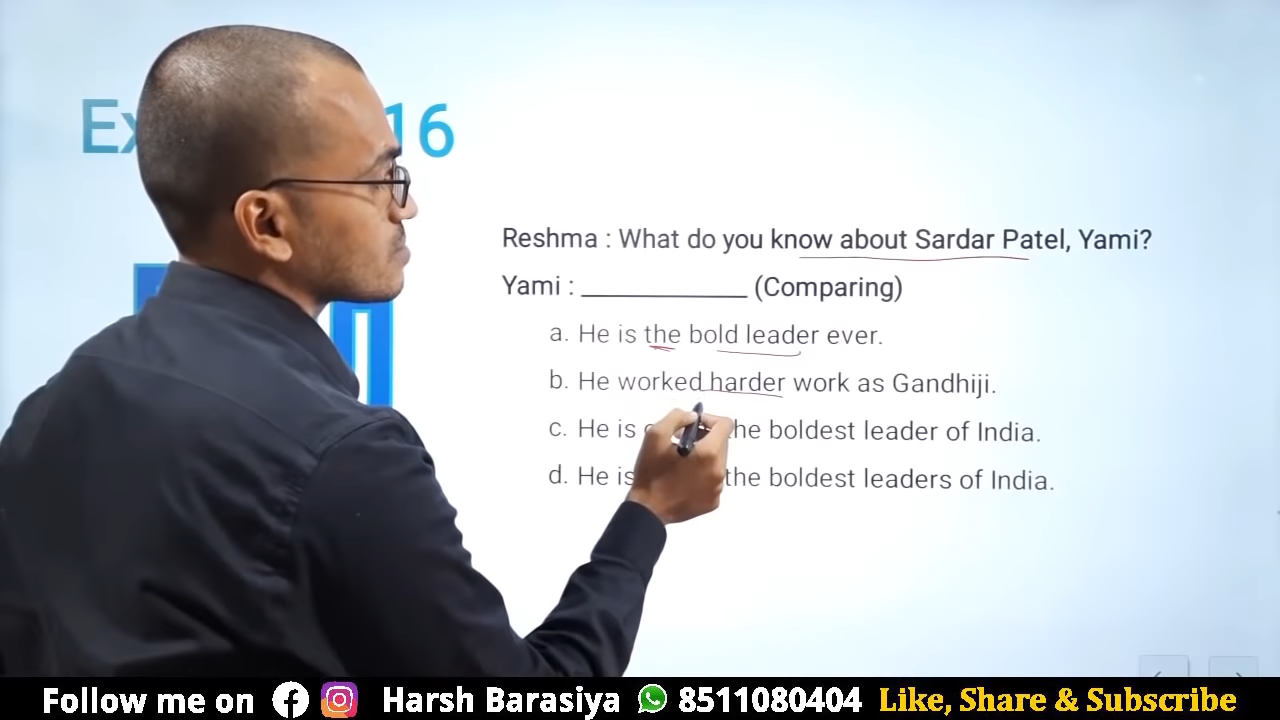 16
Reshma : What do you know about Sardar Patel, Yami?
Yami : ____________ (Comparing)
a. He is the bold leader ever.
b. He worked harder work as Gandhiji.
c. He is the boldest leader of India.
d. He is the boldest leaders of India.
Follow me on Harsh Barasiya 8511080404 Like, Share & Subscribe